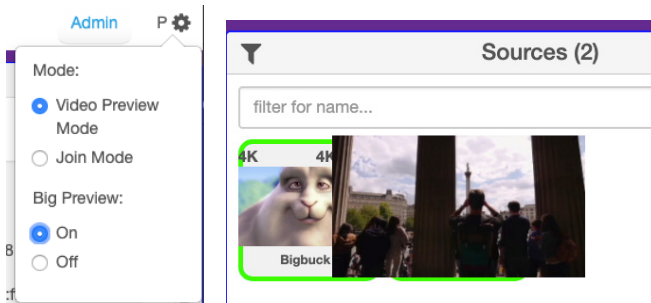 Admin
P
Mode:
Video Preview
Mode
Join Mode
Big Preview:
On
Off
8
:f
Sources (2)
filter for name...
4K
4K
Bigbuck